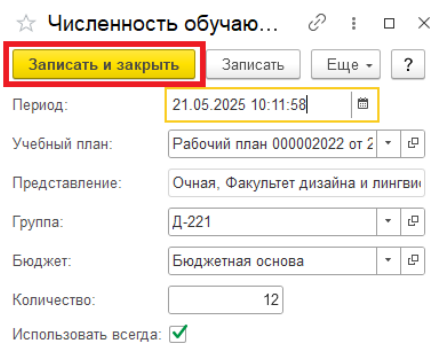 Численность обучаю...
Записать и закрыть Записать Еще ?
Период: 21.05.2025 10:11:58
Учебный план: Рабочий план 000002022 от 2
Представление: Очная, Факультет дизайна и лингви
Группа: Д-221
Бюджет: Бюджетная основа
Количество: 12
Использовать всегда: